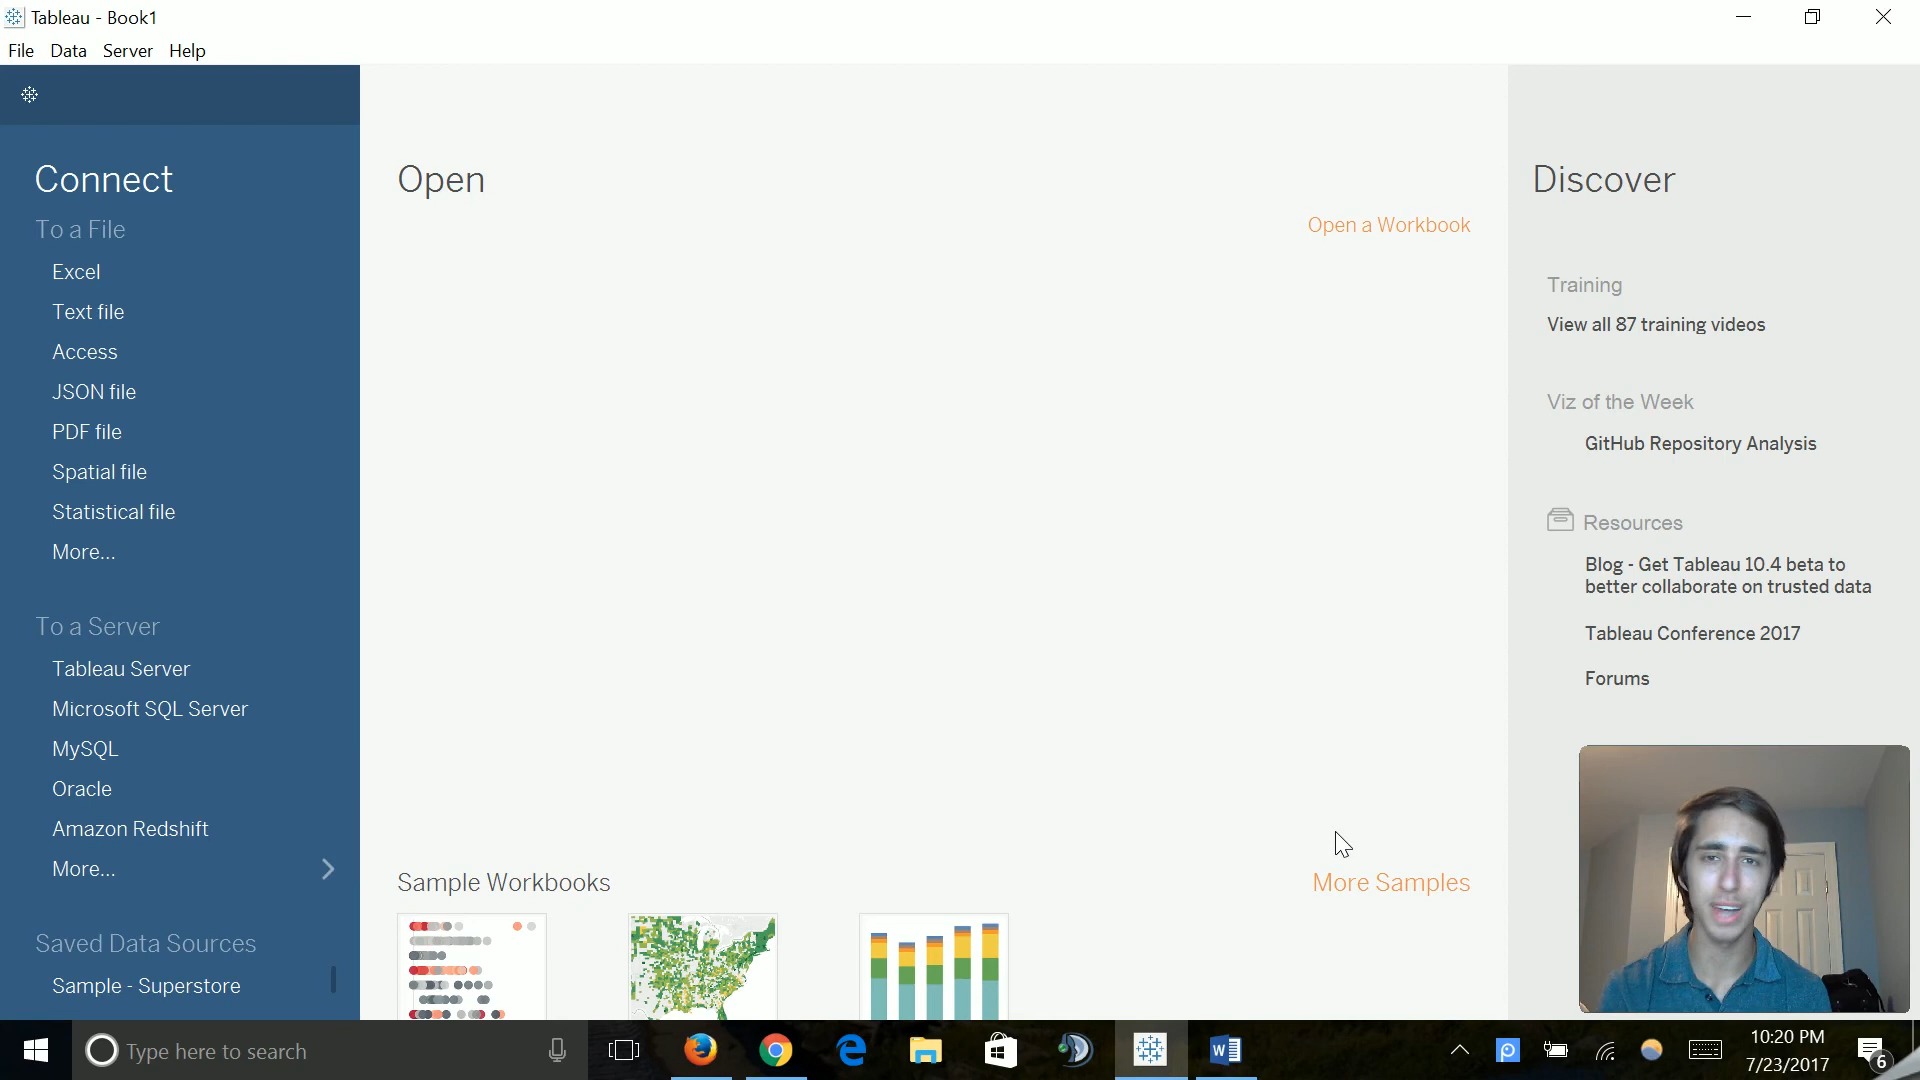 Tableau - Book1
File Data Server Help
Connect
To a File
Excel
Text file
Access
JSON file
PDF file
Spatial file
Statistical file
More...
To a Server
Tableau Server
Microsoft SQL Server
MySQL
Oracle
Amazon Redshift
More...
Saved Data Sources
Sample - Superstore
Open
Open a Workbook
Sample Workbooks
More Samples
Discover
Training
View all 87 training videos
Viz of the Week
GitHub Repository Analysis
Resources
Blog - Get Tableau 10.4 beta to
better collaborate on trusted data
Tableau Conference 2017
Forums
Type here to search
10:20 PM
7/23/2017
6